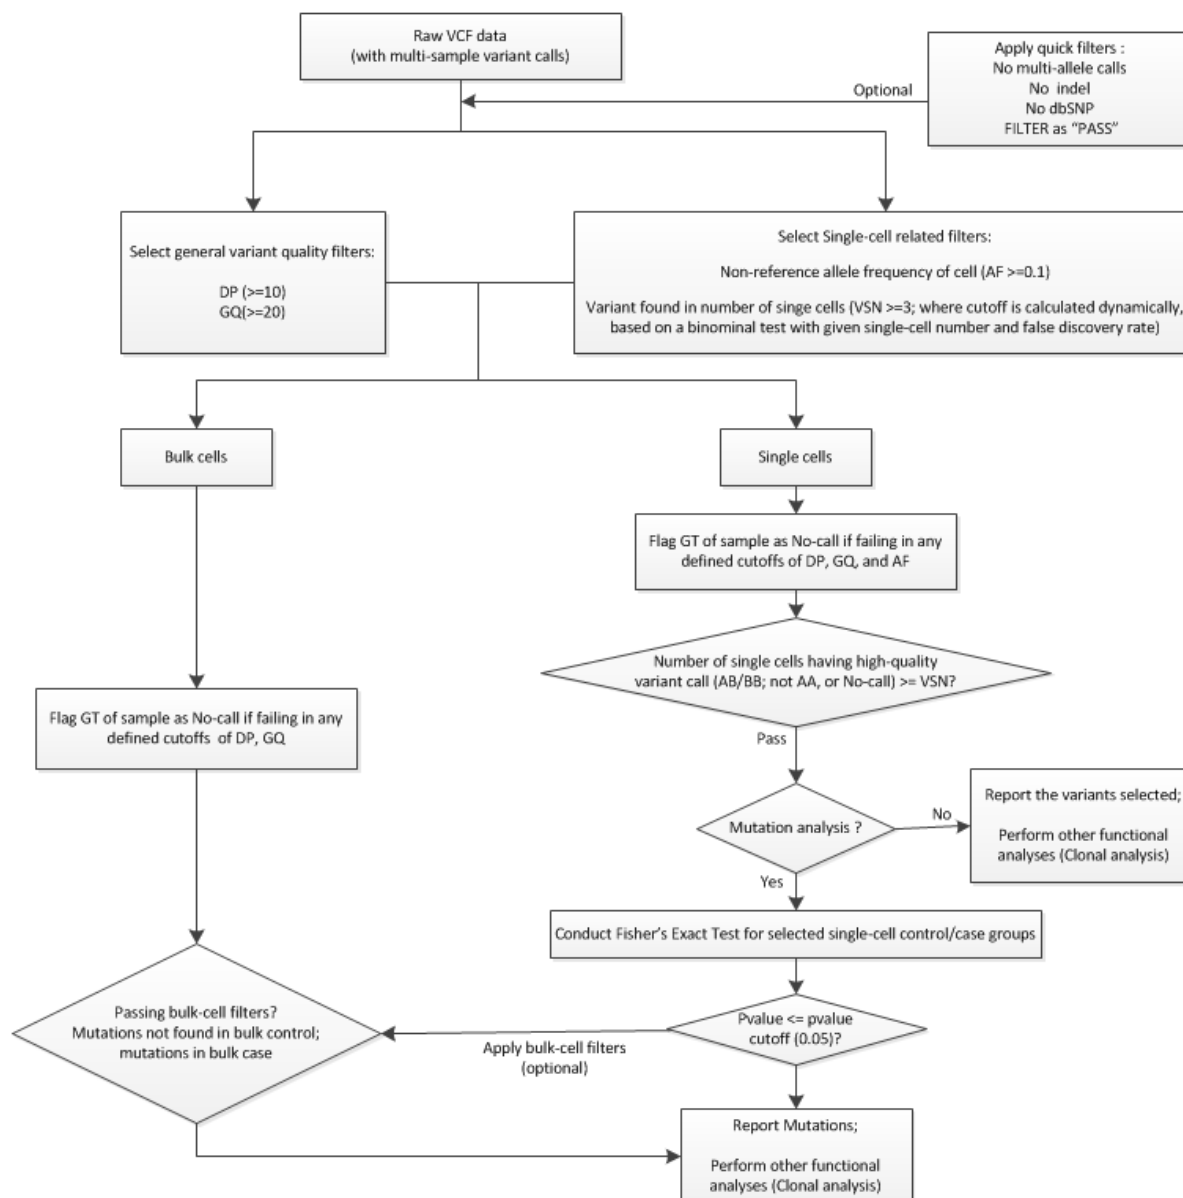 Raw VCF data
(with multi-sample variant calls)
Apply quick filters :
No multi-allele calls
No indel
No dbSNP
FILTER as “PASS”
Optional
Select general variant quality filters:
DP (>=10)
GQ(>=20)
Select Single-cell related filters:
Non-reference allele frequency of cell (AF >=0.1)
Variant found in number of singe cells (VSN >=3; where cutoff is calculated dynamically,
based on a binominal test with given single-cell number and false discovery rate)
Bulk cells
Single cells
Flag GT of sample as No-call if failing in any
defined cutoffs of DP, GQ, and AF
Number of single cells having high-quality
variant call (AB/BB; not AA, or No-call) >= VSN?
Flag GT of sample as No-call if failing in any
defined cutoffs of DP, GQ
Pass
Mutation analysis ?
No
Report the variants selected;
Perform other functional
analyses (Clonal analysis)
Yes
Conduct Fisher’s Exact Test for selected single-cell control/case groups
Passing bulk-cell filters?
Mutations not found in bulk control;
mutations in bulk case
Pvalue <= pvalue
cutoff (0.05)?
Apply bulk-cell filters
(optional)
Report Mutations;
Perform other functional
analyses (Clonal analysis)